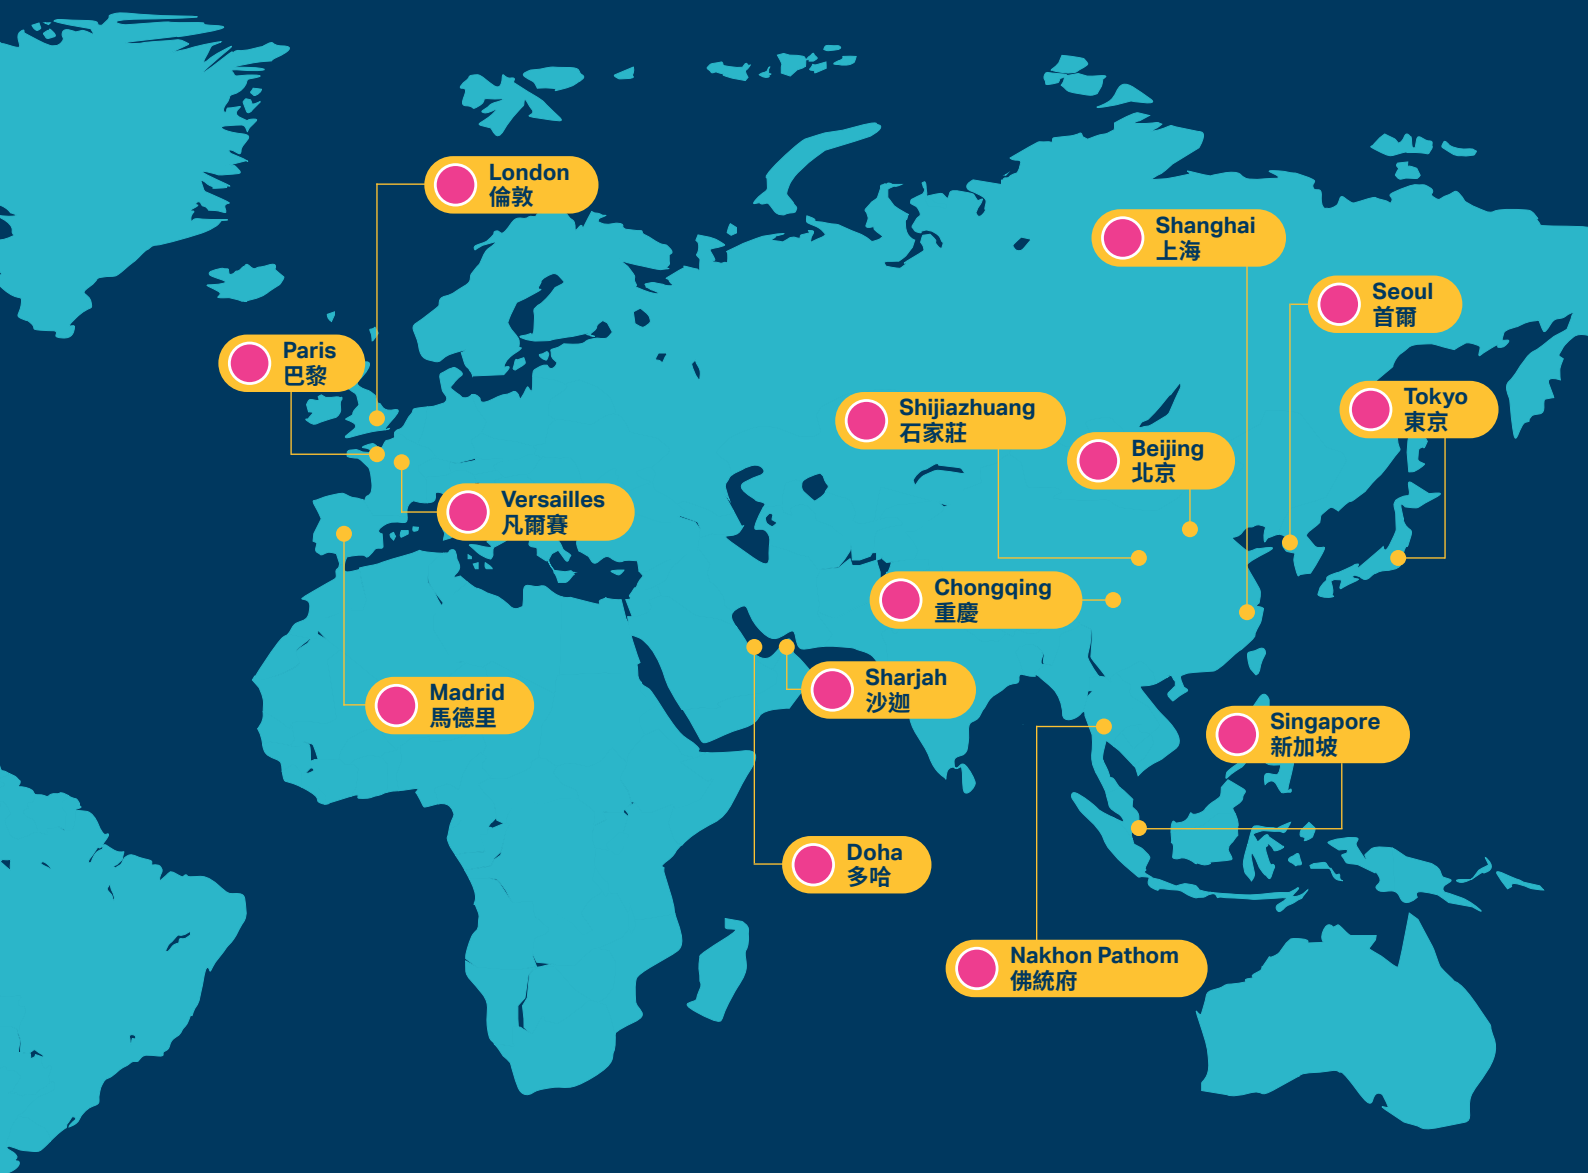 London
倫敦
Shanghai
上海
Seoul
首爾
Paris
巴黎
Shijiazhuang
石家莊
Tokyo
東京
Beijing
北京
Versailles
凡爾賽
Chongqing
重慶
Madrid
馬德里
Sharjah
沙迦
Singapore
新加坡
Doha
多哈
Nakhon Pathom
佛統府